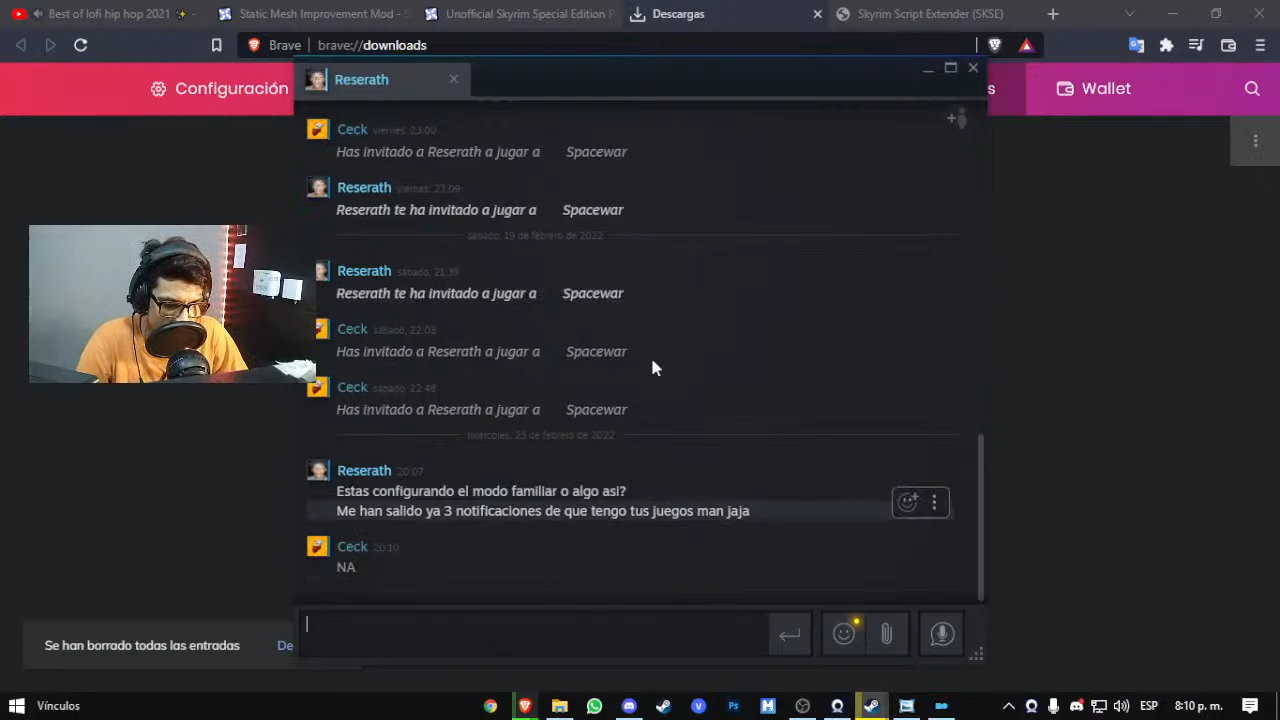 Best of lofi hip hop 2021
Static Mesh Improvement Mod - S
Unofficial Skyrim Special Edition P
Descargas
Skyrim Script Extender (SKSE)
Brave
brave://downloads
Configuración
s
Wallet
Reserath
Ceck viernes, 23:00
Has invitado a Reserath a jugar a Spacewar
Reserath viernes, 23:09
Reserath te ha invitado a jugar a Spacewar
sábado, 19 de febrero de 2022
Reserath sábado, 21:39
Reserath te ha invitado a jugar a Spacewar
Ceck sábado, 22:03
Has invitado a Reserath a jugar a Spacewar
Ceck sábado, 22:48
Has invitado a Reserath a jugar a Spacewar
miércoles, 23 de febrero de 2022
Reserath 20:07
Estas configurando el modo familiar o algo asi?
Me han salido ya 3 notificaciones de que tengo tus juegos man jaja
Ceck 20:10
NA
Se han borrado todas las entradas
De
Vínculos
ESP
8:10 p. m.